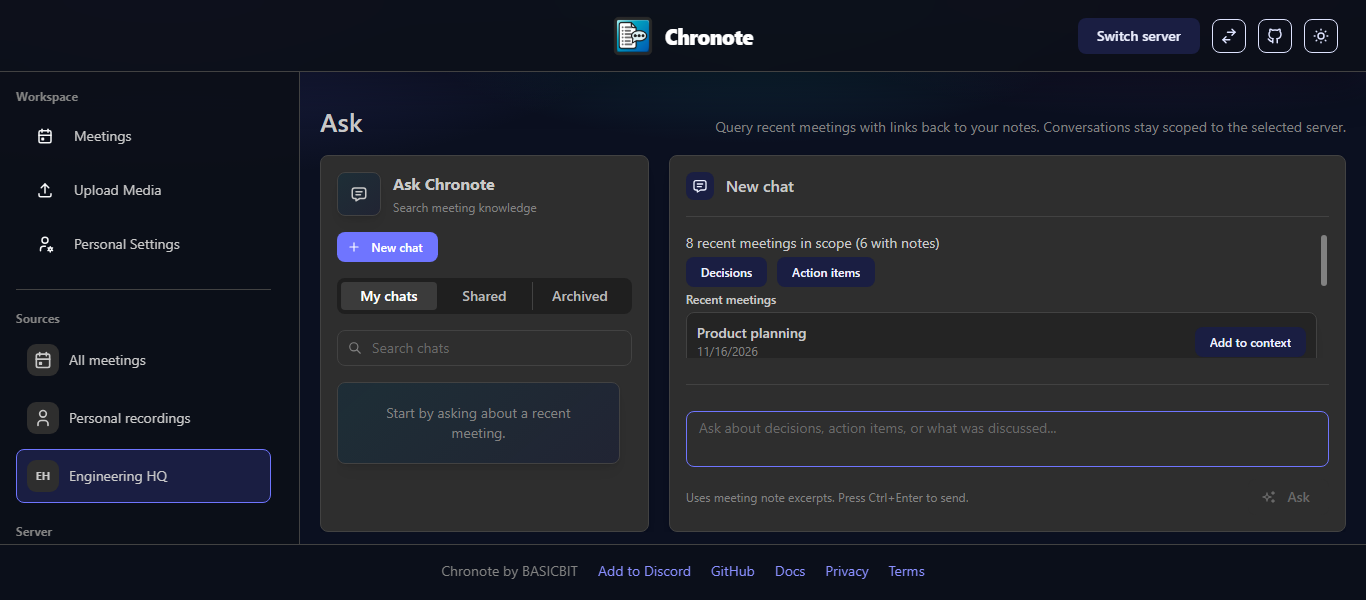 Chronote
Switch server
Workspace
Meetings
Upload Media
Personal Settings
Sources
All meetings
Personal recordings
EH Engineering HQ
Server
Ask
Query recent meetings with links back to your notes. Conversations stay scoped to the selected server.
Ask Chronote
Search meeting knowledge
New chat
My chats Shared Archived
Search chats
Start by asking about a recent
meeting.
New chat
8 recent meetings in scope (6 with notes)
Decisions Action items
Recent meetings
Product planning
11/16/2026
Add to context
Ask about decisions, action items, or what was discussed...
Uses meeting note excerpts. Press Ctrl+Enter to send.
Ask
Chronote by BASICBIT Add to Discord GitHub Docs Privacy Terms